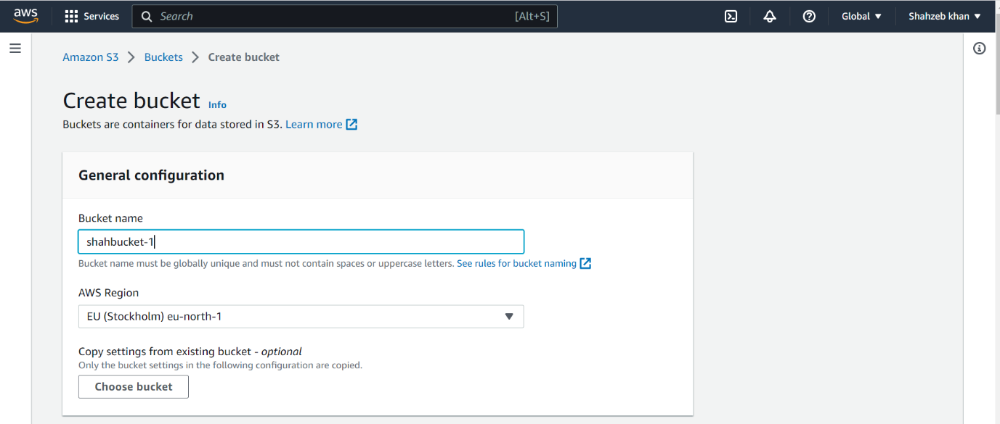 aws Services Search [Alt+S] Global Shahzeb khan
Amazon S3 Buckets Create bucket
Create bucket Info
Buckets are containers for data stored in S3. Learn more
General configuration
Bucket name
shahbucket-1
Bucket name must be globally unique and must not contain spaces or uppercase letters. See rules for bucket naming
AWS Region
EU (Stockholm) eu-north-1
Copy settings from existing bucket - optional
Only the bucket settings in the following configuration are copied.
Choose bucket